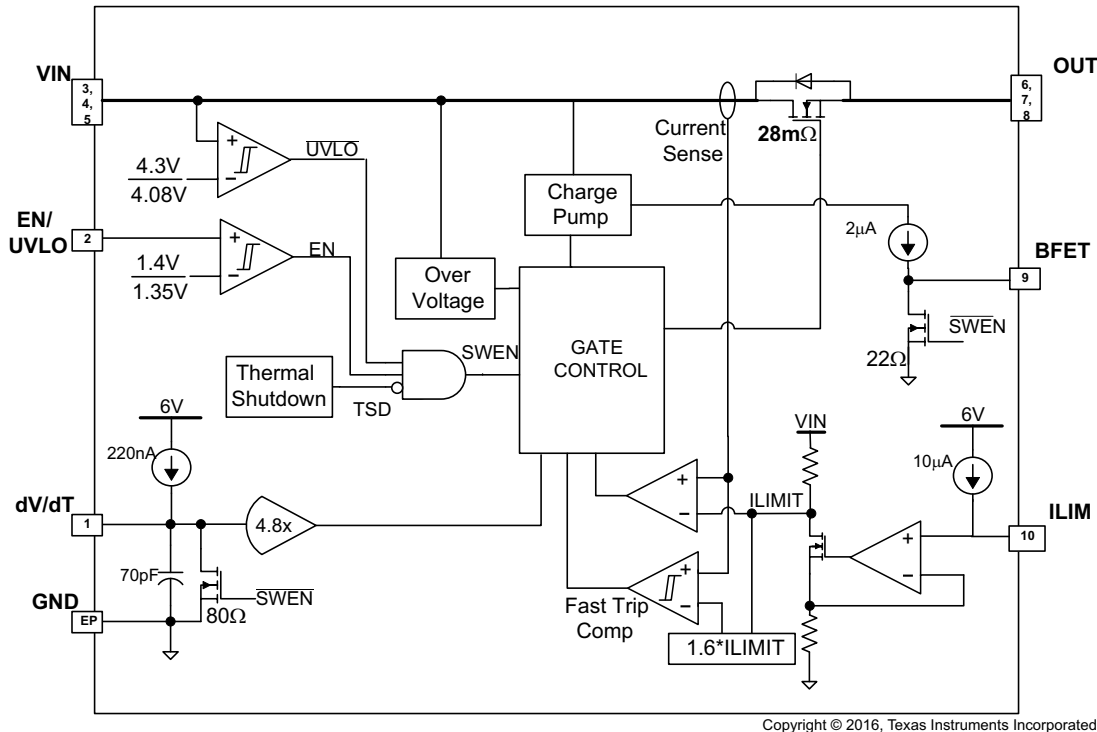 VIN
3,
4,
5
OUT
6,
7,
8
Current
Sense
28mΩ
+
−
UVLO
4.3V
4.08V
Charge
Pump
EN/
UVLO
2
+
−
EN
1.4V
1.35V
2µA
BFET
9
Over
Voltage
SWEN
22Ω
GATE
CONTROL
SWEN
Thermal
Shutdown
TSD
6V
220nA
dV/dT
1
4.8x
70pF
SWEN
80Ω
GND
EP
VIN
6V
10µA
ILIM
10
+
−
ILIMIT
+
−
+
−
Fast Trip
Comp
1.6*ILIMIT
Copyright © 2016, Texas Instruments Incorporated